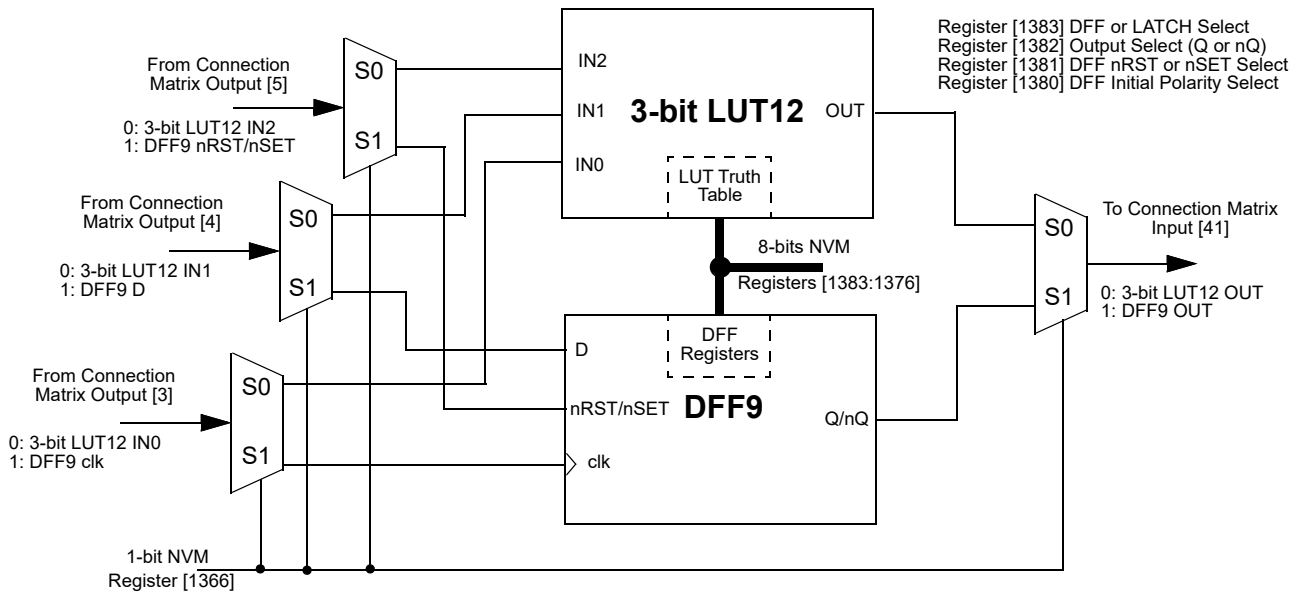 Register [1383] DFF or LATCH Select
Register [1382] Output Select (Q or nQ)
Register [1381] DFF nRST or nSET Select
Register [1380] DFF Initial Polarity Select
From Connection
Matrix Output [5]
0: 3-bit LUT12 IN2
1: DFF9 nRST/nSET
S0
S1
From Connection
Matrix Output [4]
0: 3-bit LUT12 IN1
1: DFF9 D
S0
S1
From Connection
Matrix Output [3]
0: 3-bit LUT12 IN0
1: DFF9 clk
S0
S1
IN2
IN1
IN0
3-bit LUT12
OUT
LUT Truth
Table
8-bits NVM
Registers [1383:1376]
DFF
Registers
D
nRST/nSET
clk
DFF9
Q/nQ
S0
S1
To Connection Matrix
Input [41]
0: 3-bit LUT12 OUT
1: DFF9 OUT
1-bit NVM
Register [1366]